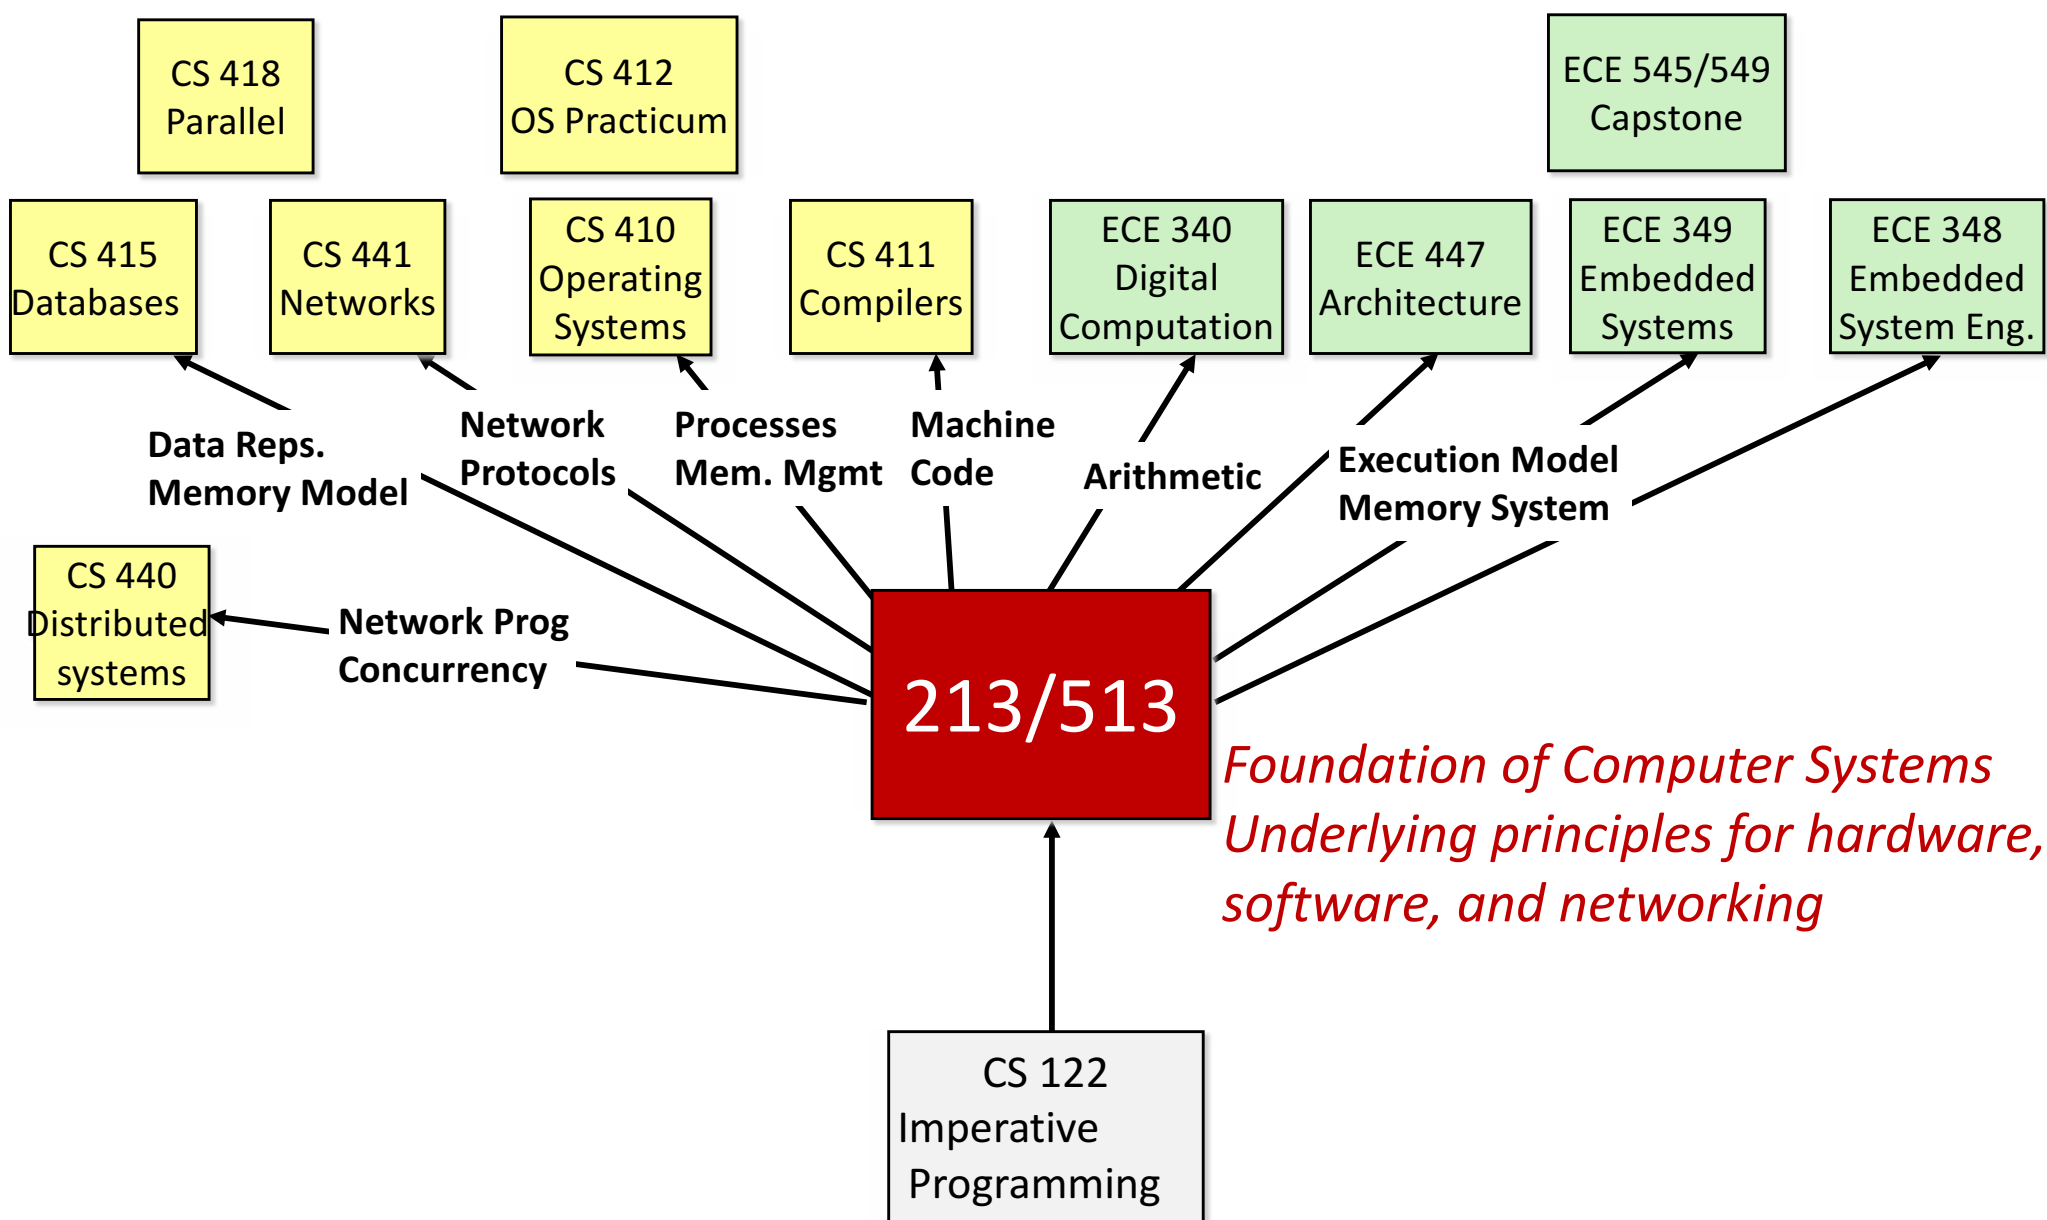 CS 418
Parallel
CS 412
OS Practicum
ECE 545/549
Capstone
CS 415
Databases
CS 441
Networks
CS 410
Operating
Systems
CS 411
Compilers
ECE 340
Digital
Computation
ECE 447
Architecture
ECE 349
Embedded
Systems
ECE 348
Embedded
System Eng.
Data Reps.
Memory Model
Network
Protocols
Processes
Mem. Mgmt
Machine
Code
Arithmetic
Execution Model
Memory System
CS 440
Distributed
systems
Network Prog
Concurrency
213/513
Foundation of Computer Systems
Underlying principles for hardware,
software, and networking
CS 122
Imperative
Programming